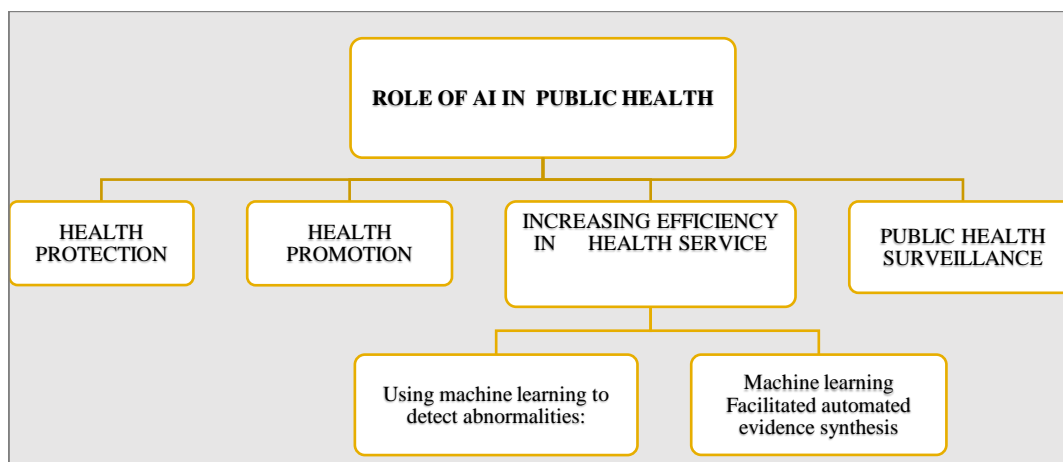 ROLE OF AI IN PUBLIC HEALTH
HEALTH
PROTECTION
HEALTH
PROMOTION
INCREASING EFFICIENCY
IN HEALTH SERVICE
PUBLIC HEALTH
SURVEILLANCE
Using machine learning to
detect abnormalities:
Machine learning
Facilitated automated
evidence synthesis